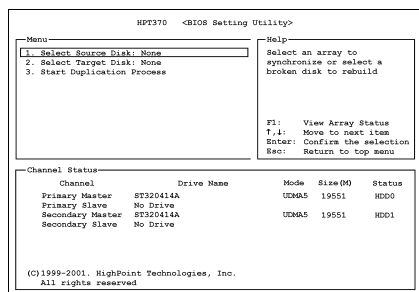 HPT370 <BIOS Setting Utility>
Menu
1. Select Source Disk: None
2. Select Target Disk: None
3. Start Duplication Process
Help
Select an array to
synchronize or select a
broken disk to rebuild
F1: View Array Status
↑,↓: Move to next item
Enter: Confirm the selection
Esc: Return to top menu
Channel Status
Channel Drive Name Mode Size(M) Status
Primary Master ST320414A UDMA5 19551 HDD0
Primary Slave No Drive
Secondary Master ST320414A UDMA5 19551 HDD1
Secondary Slave No Drive
(C)1999-2001. HighPoint Technologies, Inc.
All rights reserved